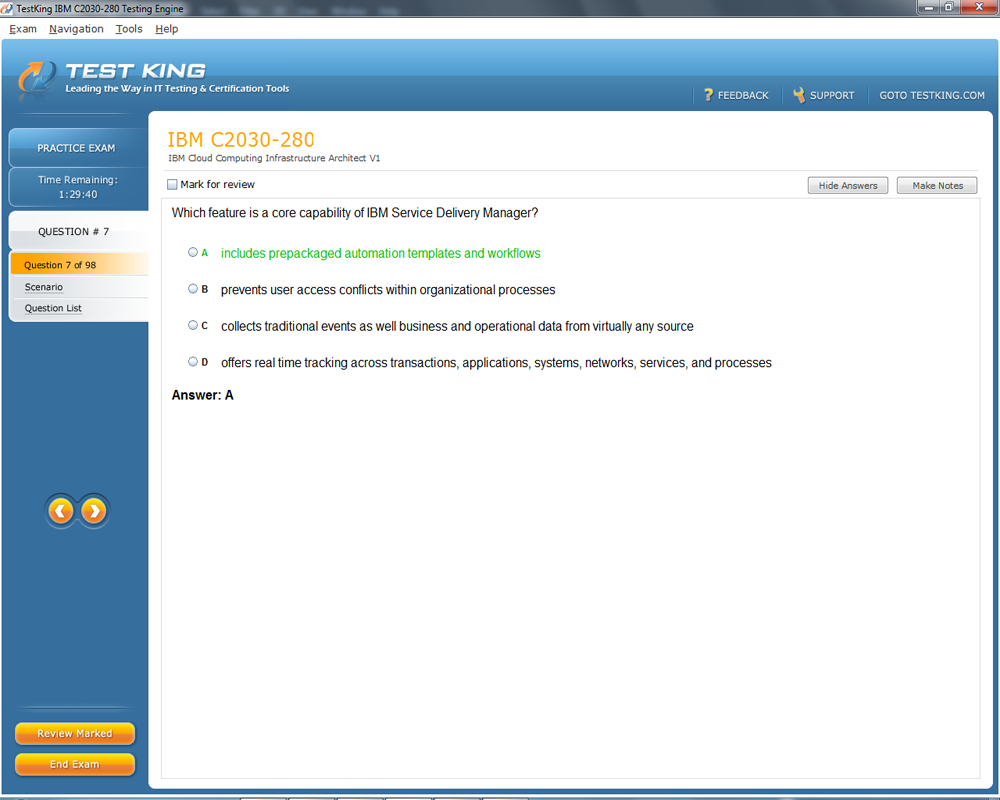 TestKing IBM C2030-280 Testing Engine
Exam Navigation Tools Help
TEST KING
Leading the Way in IT Testing & Certification Tools
FEEDBACK SUPPORT GOTO TESTKING.COM
PRACTICE EXAM
Time Remaining:
1:29:40
QUESTION # 7
Question 7 of 98
Scenario
Question List
IBM C2030-280
IBM Cloud Computing Infrastructure Architect V1
Mark for review
Hide Answers Make Notes
Which feature is a core capability of IBM Service Delivery Manager?
A includes prepackaged automation templates and workflows
B prevents user access conflicts within organizational processes
C collects traditional events as well business and operational data from virtually any source
D offers real time tracking across transactions, applications, systems, networks, services, and processes
Answer: A
Review Marked
End Exam